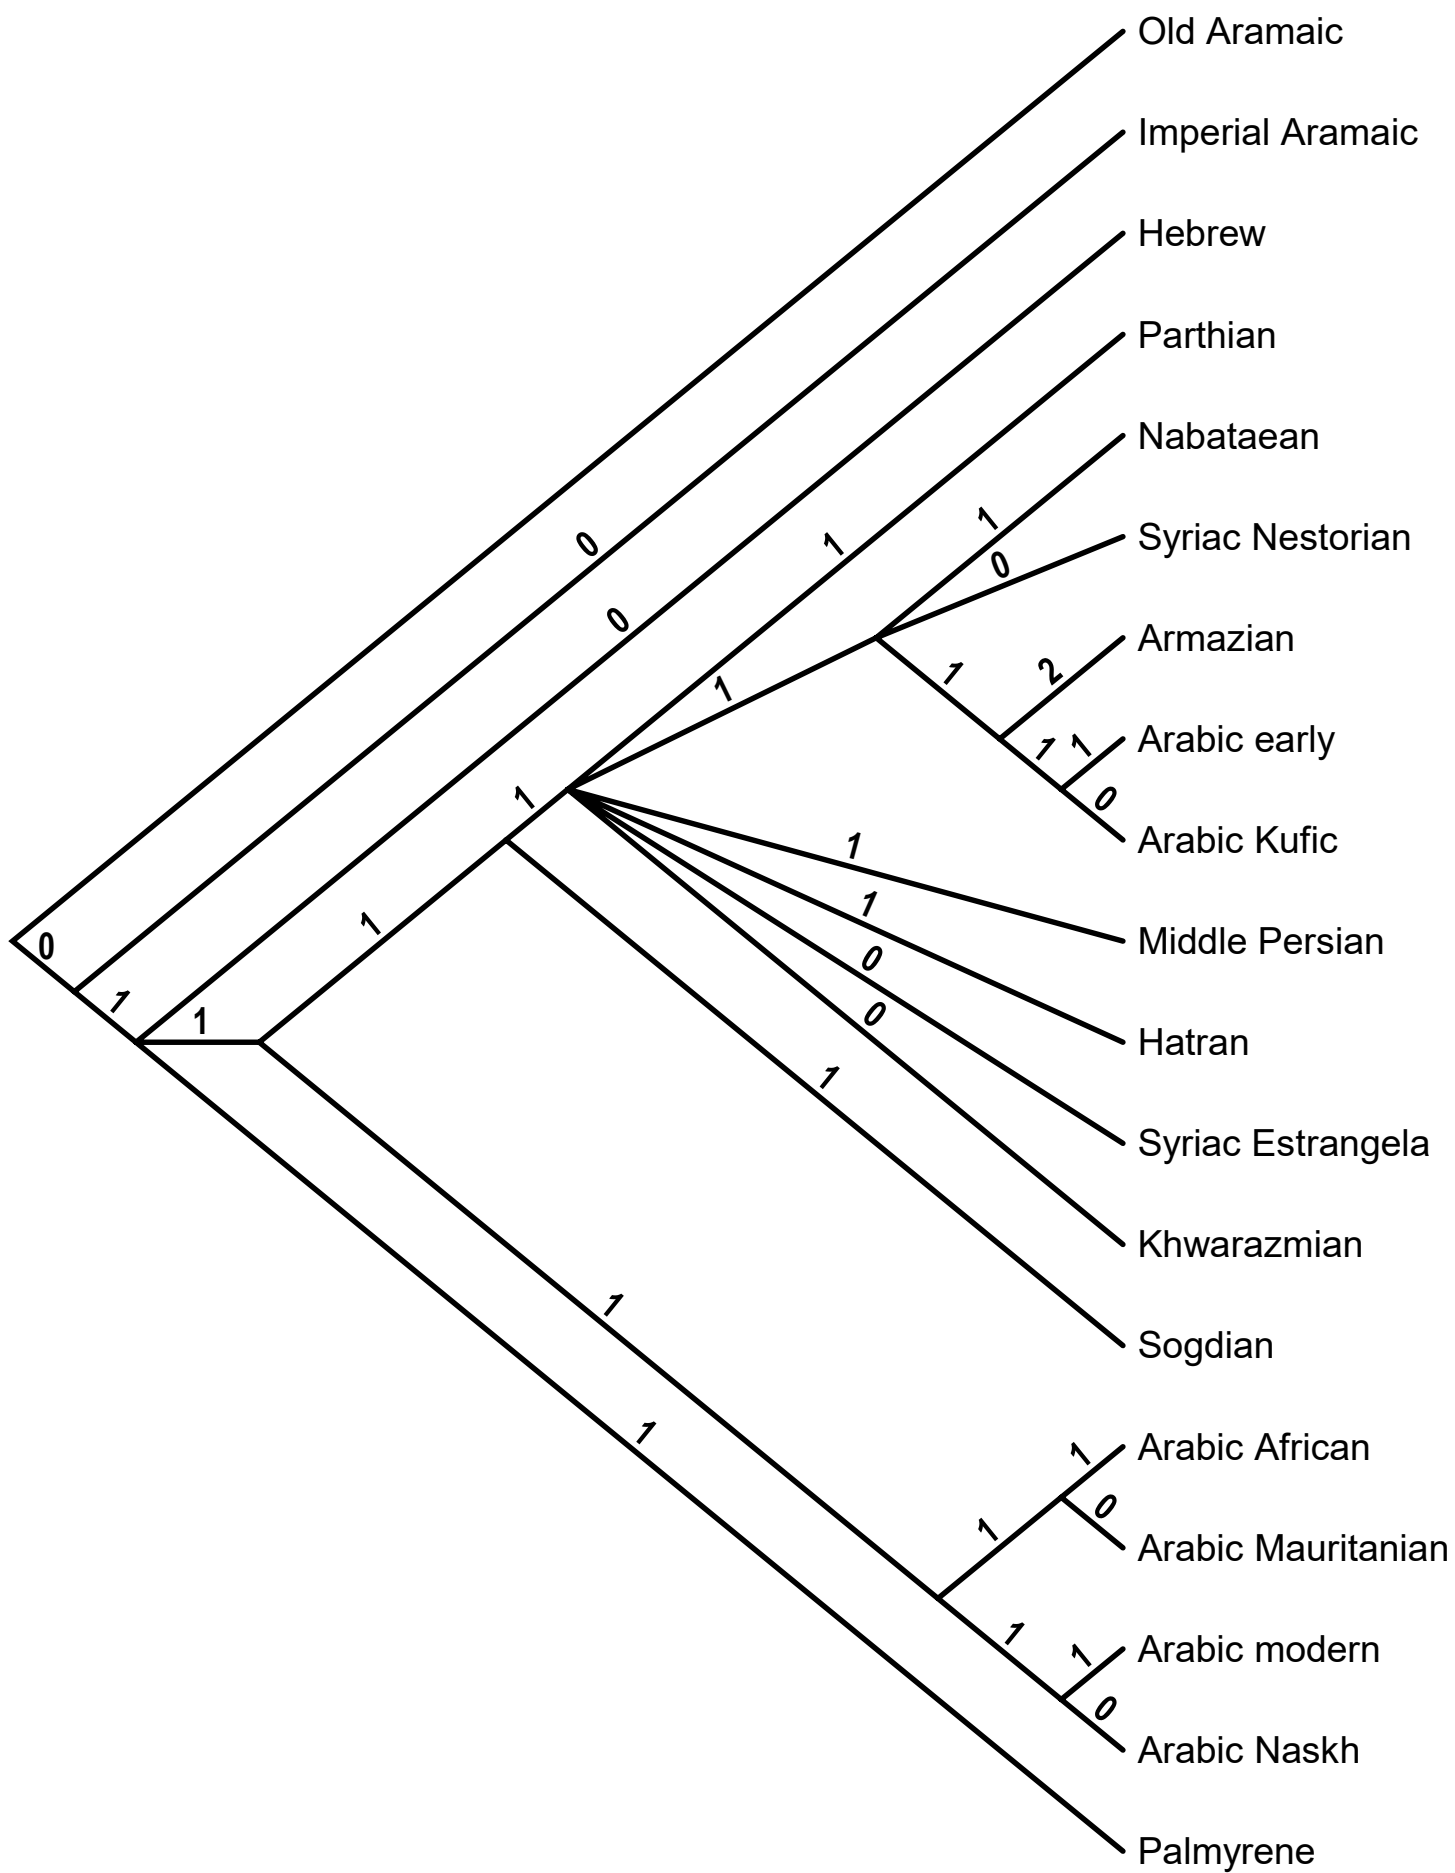 Old Aramaic
Imperial Aramaic
Hebrew
Parthian
Nabataean
1
Syriac Nestorian
0
0
1
0
Armazian
1
2
1
Arabic early
1
1
1
Arabic Kufic
0
1
1
Middle Persian
1
0
1
0
Hatran
1
1
0
Syriac Estrangela
1
Khwarazmian
1
Sogdian
1
Arabic African
1
0
1
Arabic Mauritanian
1
Arabic modern
1
0
Arabic Naskh
Palmyrene